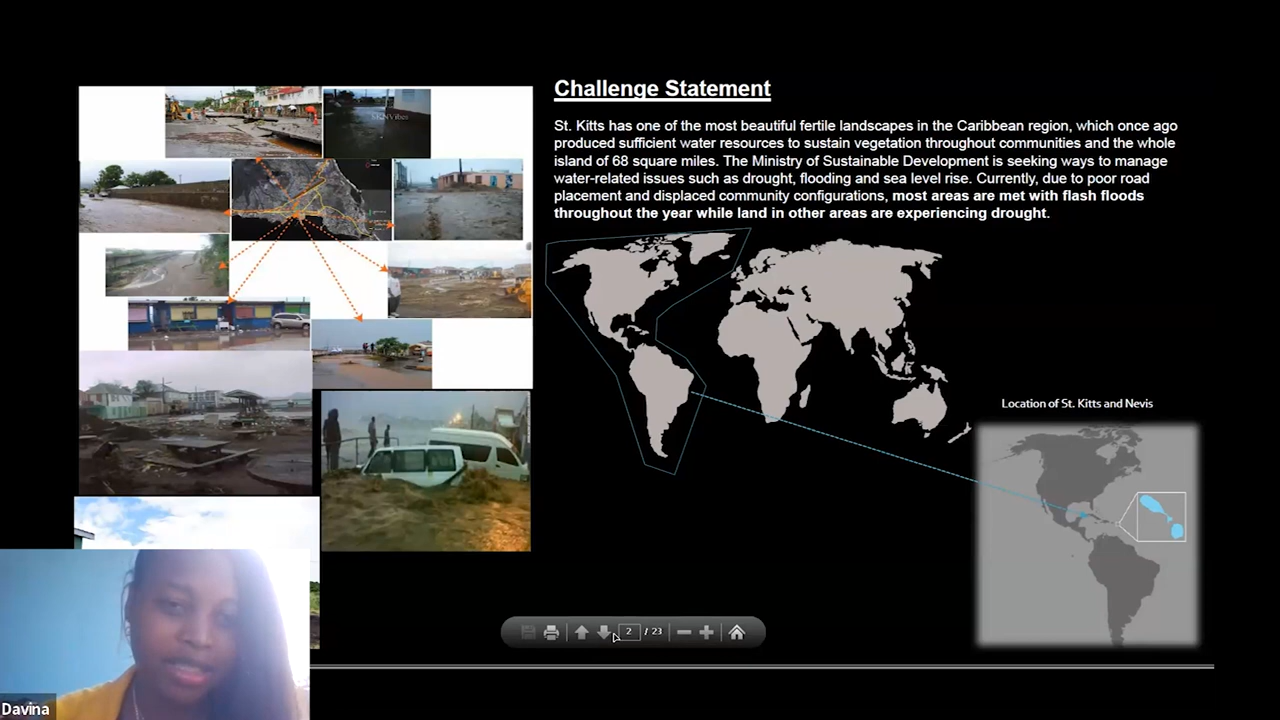 Challenge Statement
St. Kitts has one of the most beautiful fertile landscapes in the Caribbean region, which once ago
produced sufficient water resources to sustain vegetation throughout communities and the whole
island of 68 square miles. The Ministry of Sustainable Development is seeking ways to manage
water-related issues such as drought, flooding and sea level rise. Currently, due to poor road
placement and displaced community configurations, most areas are met with flash floods
throughout the year while land in other areas are experiencing drought.
Location of St. Kitts and Nevis
2 / 23
Davina